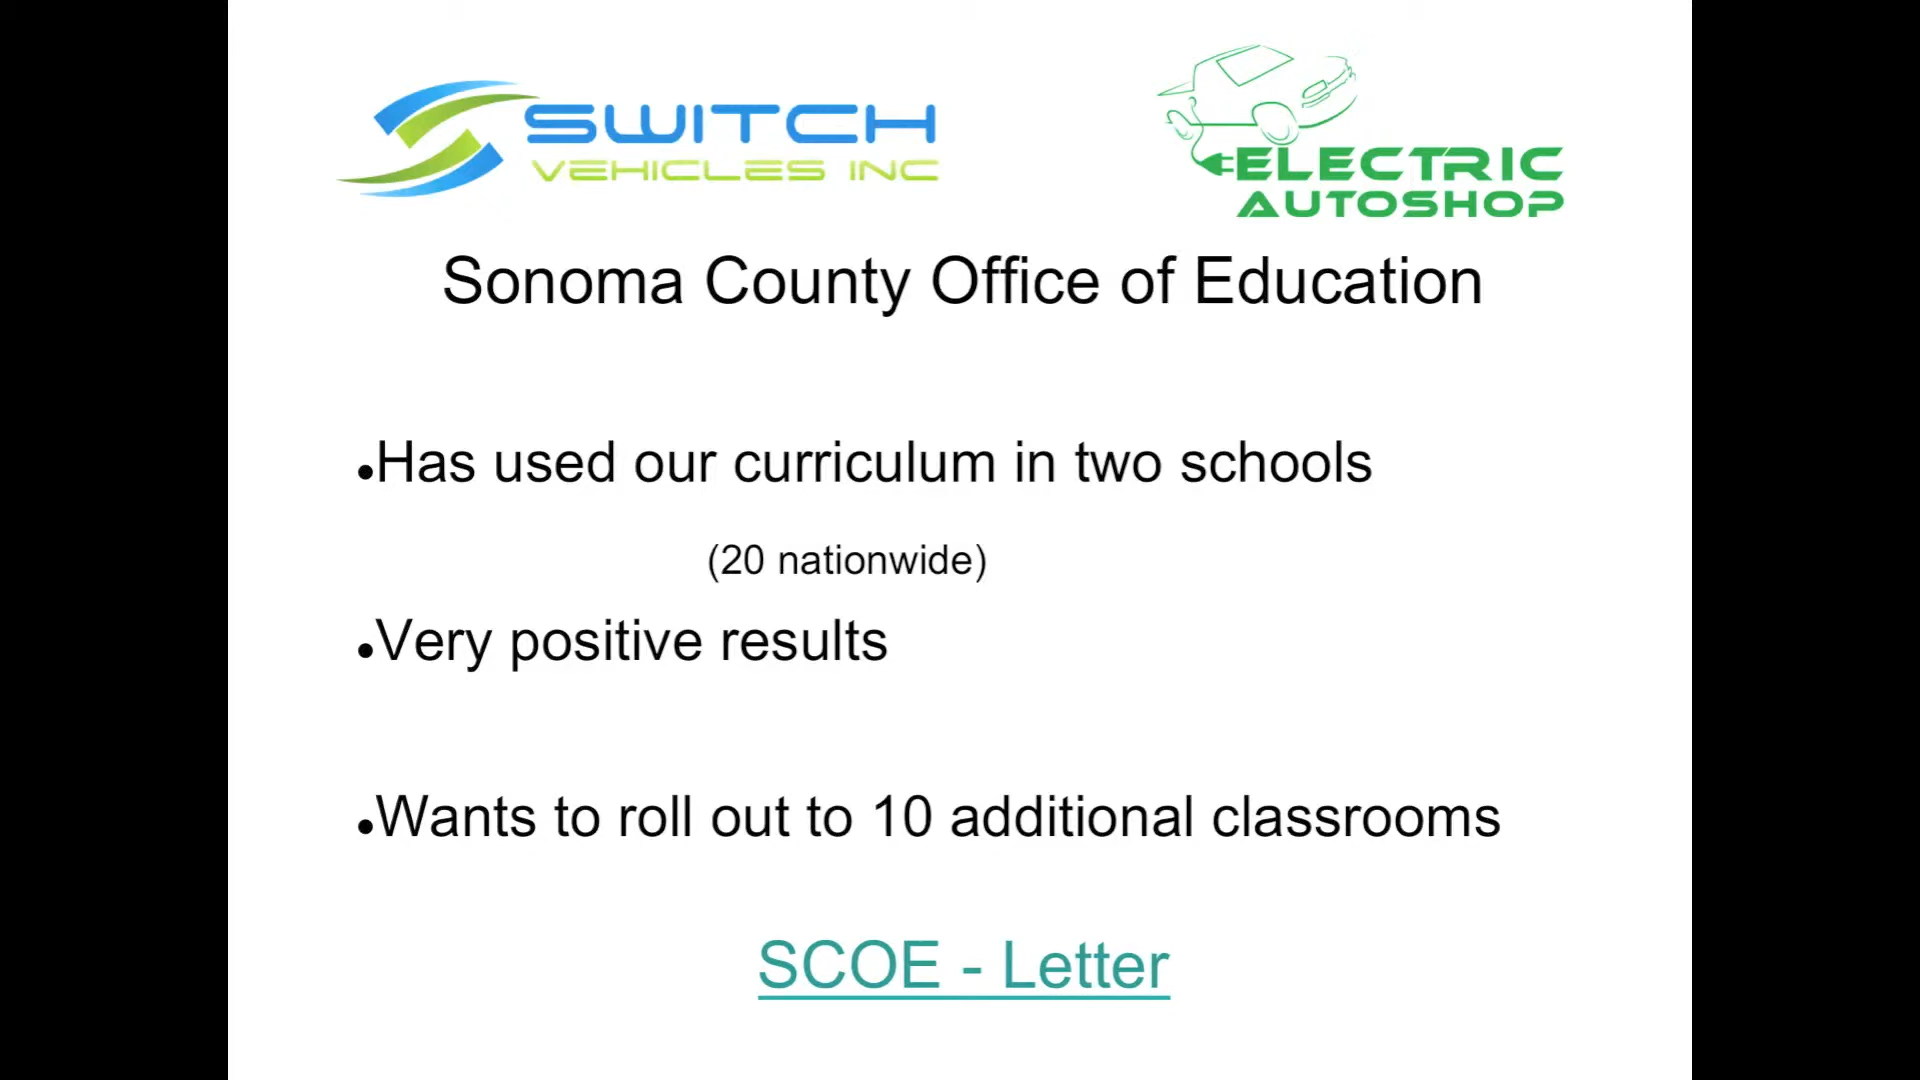 SWITCH
VEHICLES INC
ELECTRIC
AUTOSHOP
Sonoma County Office of Education
•Has used our curriculum in two schools
(20 nationwide)
•Very positive results
•Wants to roll out to 10 additional classrooms
SCOE - Letter